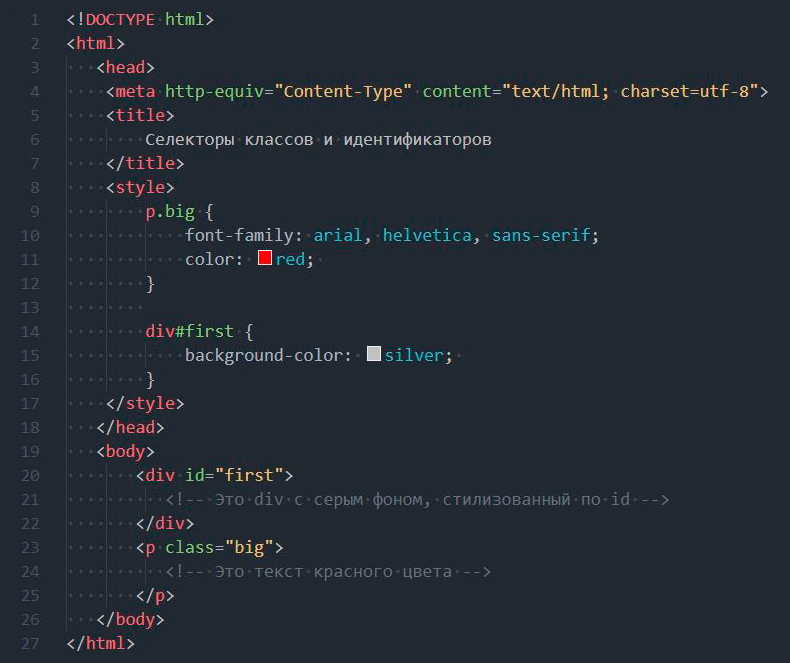 1 <!DOCTYPE html>
2 <html>
3 <head>
4 <meta http-equiv="Content-Type" content="text/html; charset=utf-8">
5 <title>
6 Селекторы классов и идентификаторов
7 </title>
8 <style>
9 p.big {
10 font-family: arial, helvetica, sans-serif;
11 color: red;
12 }
13
14 div#first {
15 background-color: silver;
16 }
17 </style>
18 </head>
19 <body>
20 <div id="first">
21 <!-- Это div с серым фоном, стилизованный по id -->
22 </div>
23 <p class="big">
24 <!-- Это текст красного цвета -->
25 </p>
26 </body>
27 </html>